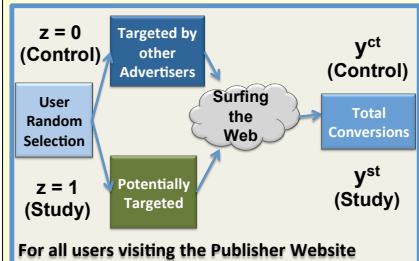 z = 0
(Control)
Targeted by
other
Advertisers
y^ct
(Control)
User
Random
Selection
Surfing
the
Web
Total
Conversions
z = 1
(Study)
Potentially
Targeted
y^st
(Study)
For all users visiting the Publisher Website